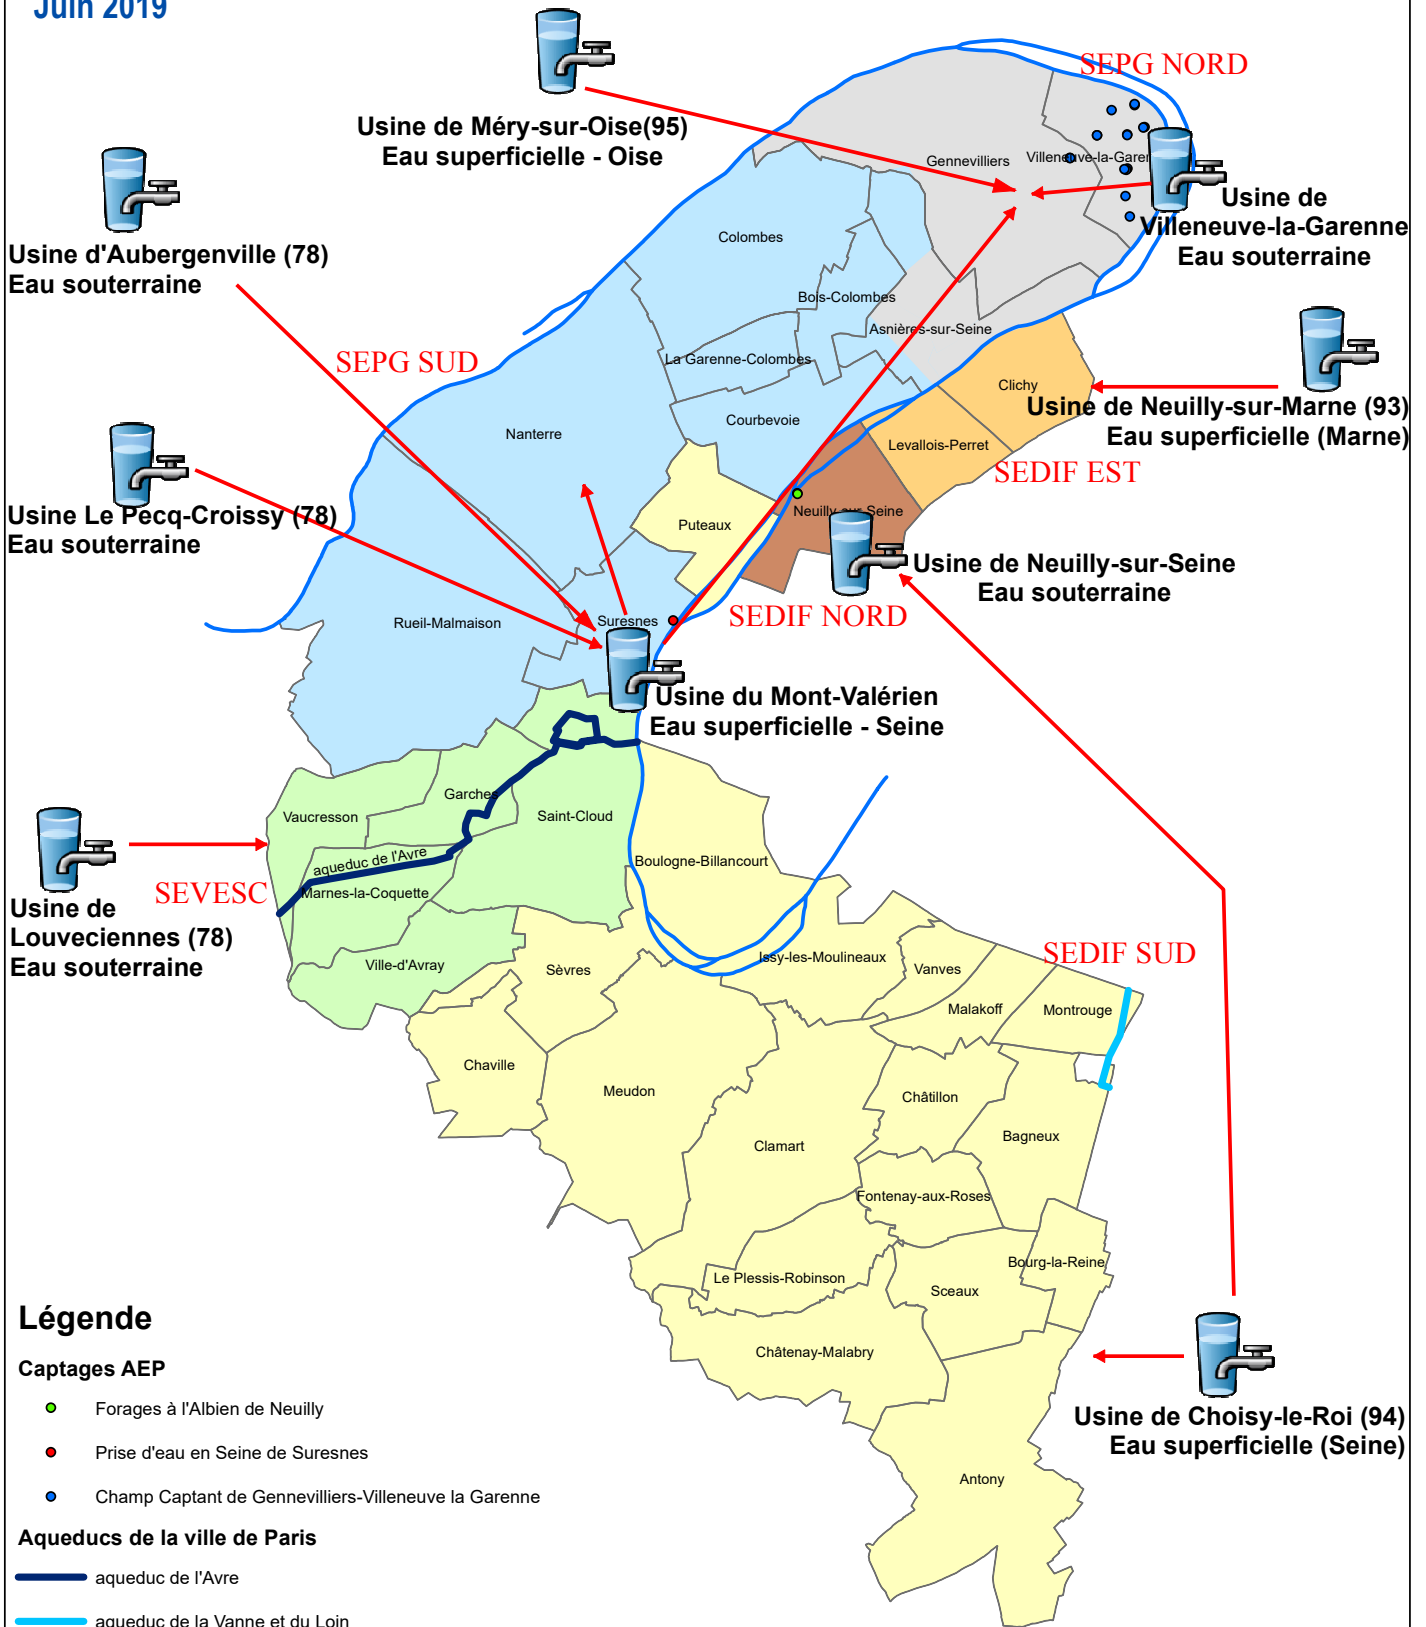 Juin 2019
SEPG NORD
Usine de Méry-sur-Oise(95)
Eau superficielle - Oise
Gennevilliers
Villeneuve-la-Garen
Usine de
Villeneuve-la-Garenne
Eau souterraine
Usine d'Aubergenville (78)
Eau souterraine
Colombes
Bois-Colombes
Asnières-sur-Seine
La Garenne-Colombes
SEPG SUD
Clichy
Usine de Neuilly-sur-Marne (93)
Eau superficielle (Marne)
Courbevoie
Nanterre
Levallois-Perret
SEDIF EST
Usine Le Pecq-Croissy (78)
Eau souterraine
Puteaux
Neuilly-sur-Seine
Usine de Neuilly-sur-Seine
Eau souterraine
SEDIF NORD
Rueil-Malmaison
Suresnes
Usine du Mont-Valérien
Eau superficielle - Seine
Garches
Vaucresson
Saint-Cloud
aqueduc de l'Avre
Boulogne-Billancourt
SEVESC
Marnes-la-Coquette
Usine de
Louveciennes (78)
Eau souterraine
Ville-d'Avray
Sèvres
Issy-les-Moulineaux
Vanves
SEDIF SUD
Malakoff
Montrouge
Chaville
Meudon
Châtillon
Bagneux
Clamart
Fontenay-aux-Roses
Bourg-la-Reine
Le Plessis-Robinson
Sceaux
Châtenay-Malabry
Usine de Choisy-le-Roi (94)
Eau superficielle (Seine)
Antony
Légende
Captages AEP
Forages à l'Albien de Neuilly
Prise d'eau en Seine de Suresnes
Champ Captant de Gennevilliers-Villeneuve la Garenne
Aqueducs de la ville de Paris
aqueduc de l'Avre
aqueduc de la Vanne et du Loin